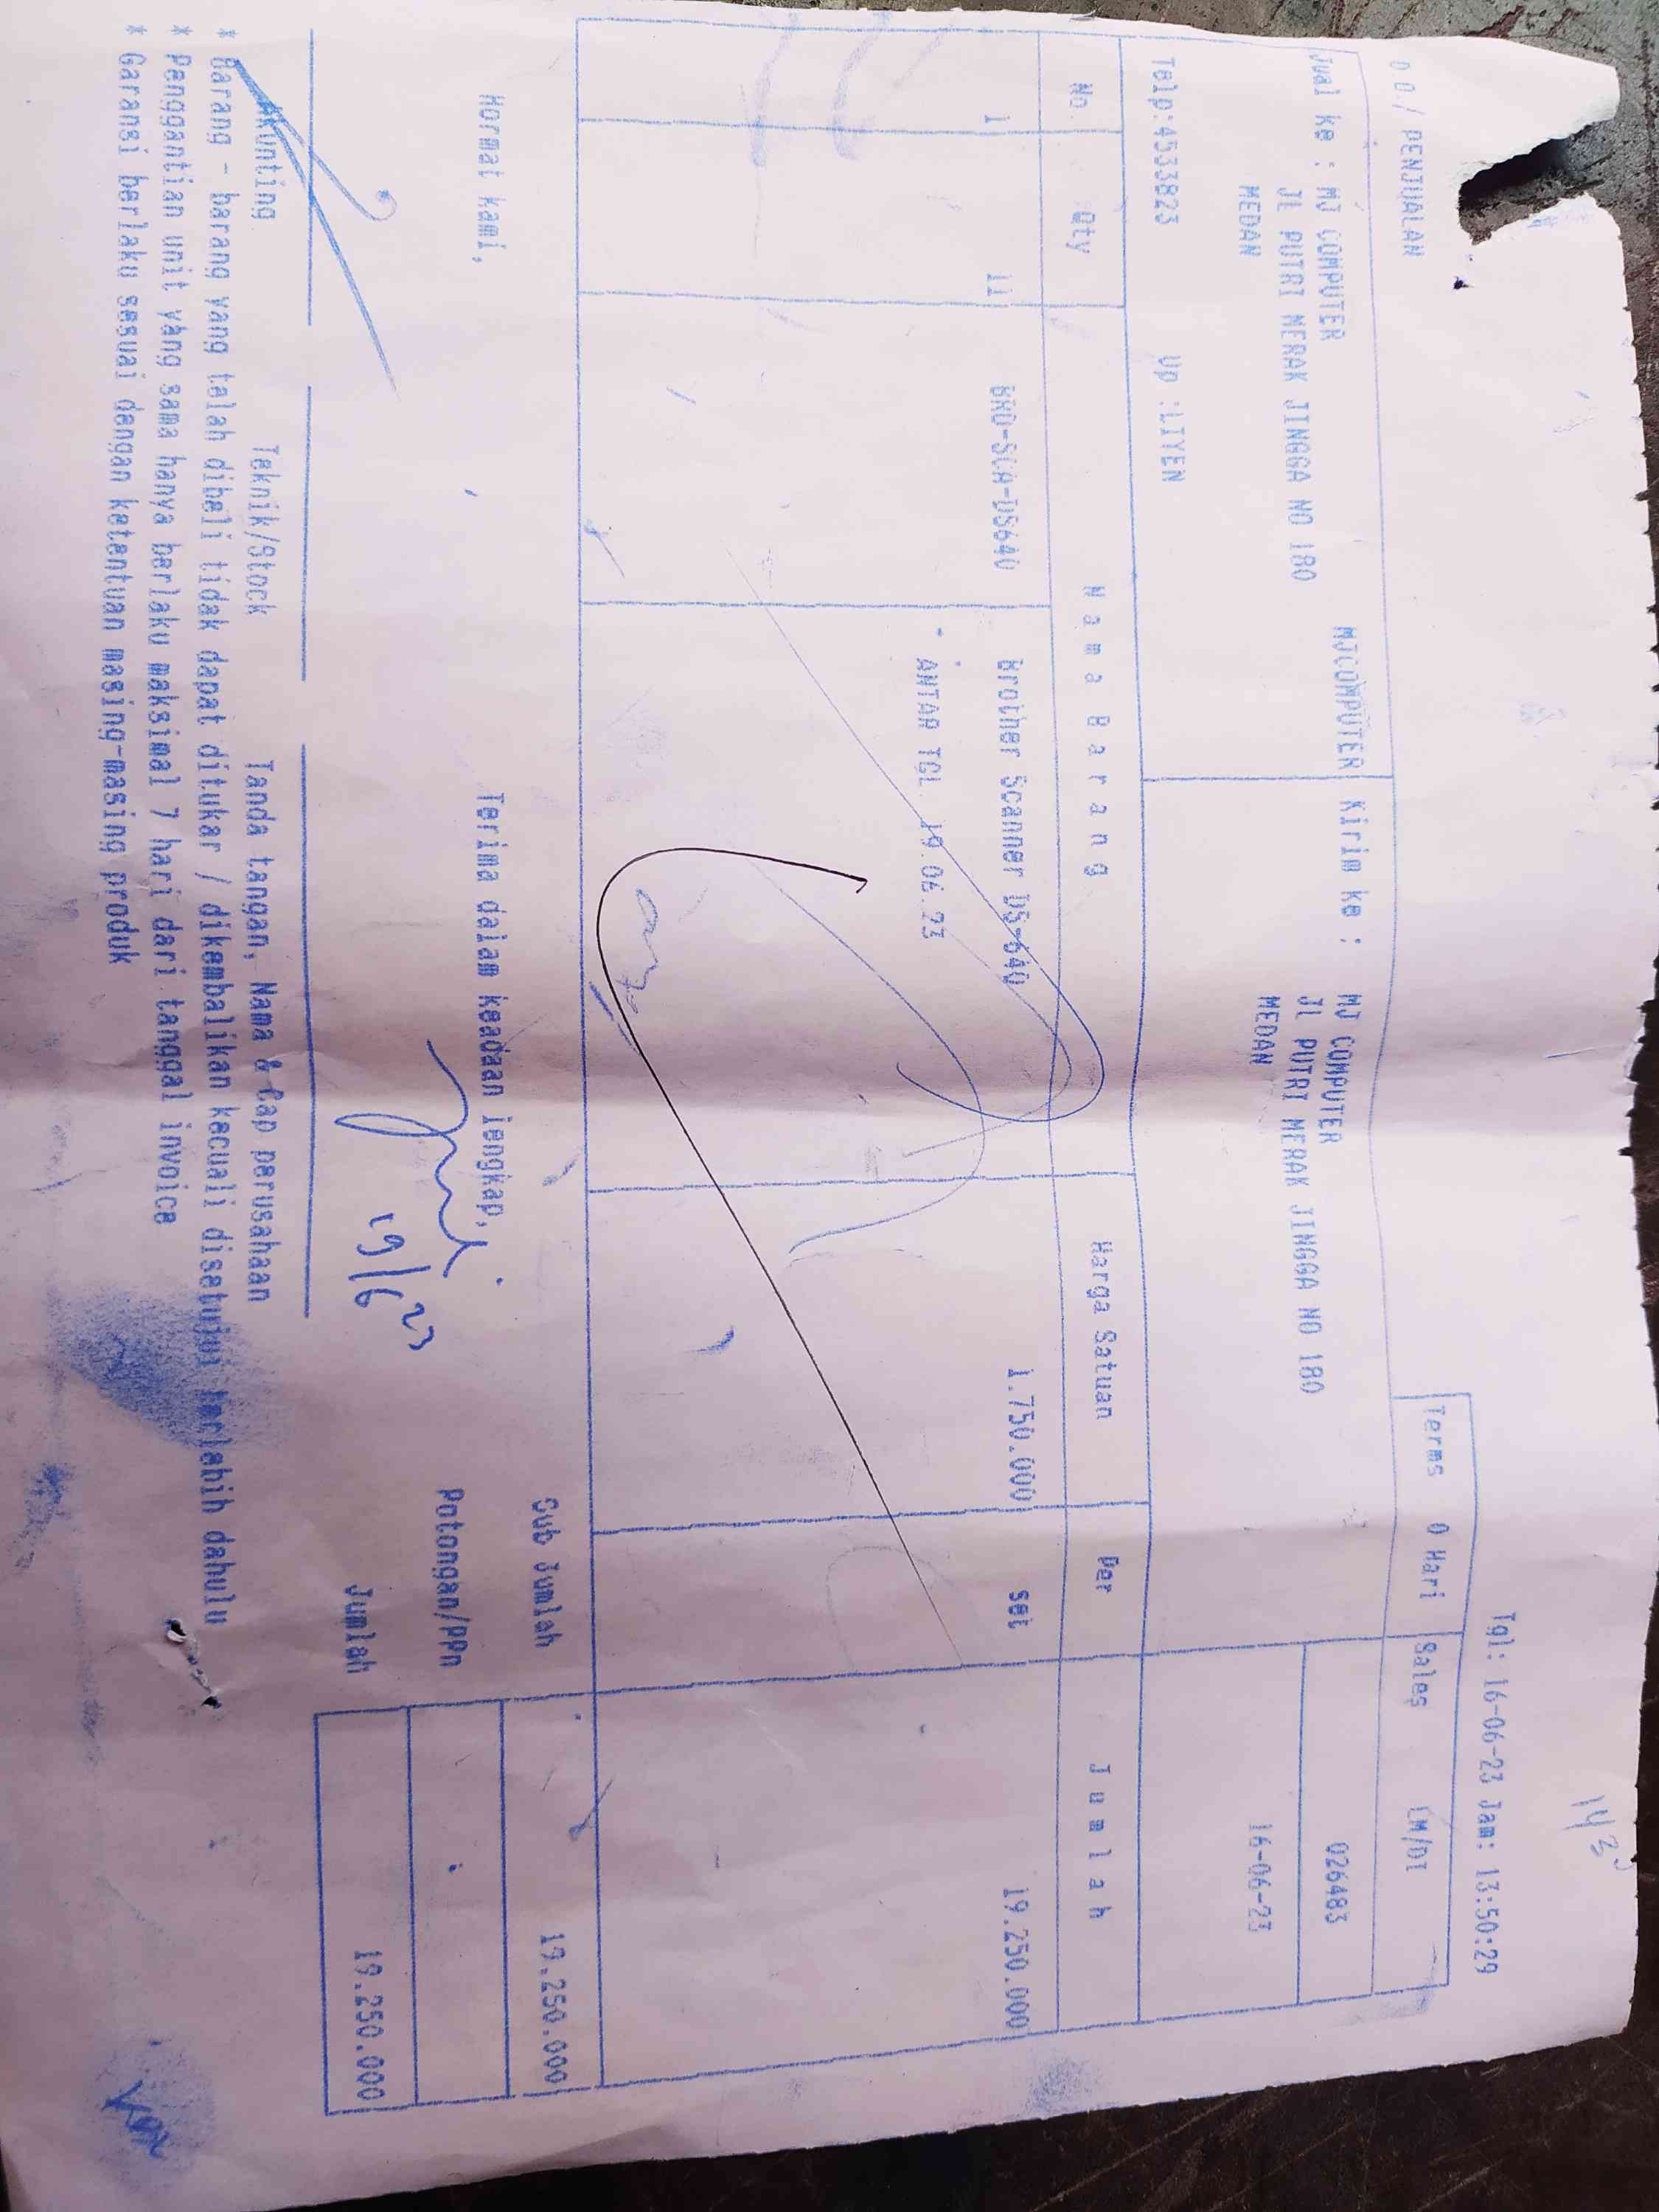 14
Tgl: 16-06-23 Jam: 13:50:29
/ PENJUALAN
Terms 0 Hari Sales LM/DI
Jual ke : MJ COMPUTER MJCOMPUTER
JL PUTRI MERAK JINGGA NO 180
MEDAN
Telp:4533823 Up :LIYEN
Kirim ke : MJ COMPUTER
JL PUTRI MERAK JINGGA NO 180
MEDAN
026483
16-06-23
No Qty Nama Barang Harga Satuan Per Jumlah
1 11 BRO-SCA-DS640 Brother Scanner DS-640 1.750.000 set 19.250.000
- ANTAR TGL 19.06.23
Sub Jumlah 19.250.000
Hormat kami, Terima dalam keadaan lengkap,
Potongan/PPn
Jumlah 19.250.000
19/6 23
Akunting Teknik/Stock Tanda tangan, Nama & Cap perusahaan
* Barang - barang yang telah dibeli tidak dapat ditukar / dikembalikan kecuali disetujui terlebih dahulu
* Penggantian unit yang sama hanya berlaku maksimal 7 hari dari tanggal invoice
* Garansi berlaku sesuai dengan ketentuan masing-masing produk